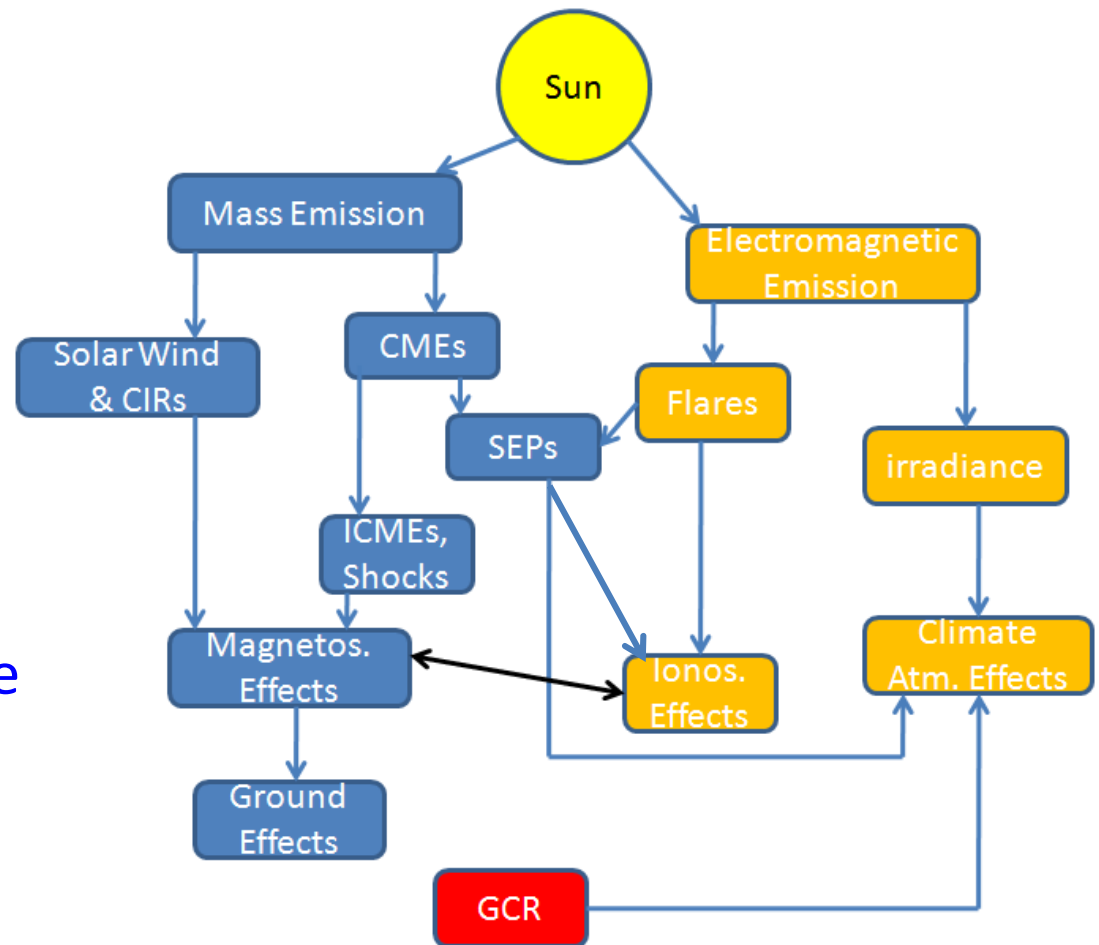 Sun
Mass Emission
Electromagnetic
Emission
Solar Wind
& CIRs
CMEs
Flares
SEPs
irradiance
ICMEs,
Shocks
Magnetos.
Effects
e
Ionos.
Effects
Climate
Atm. Effects
Ground
Effects
GCR